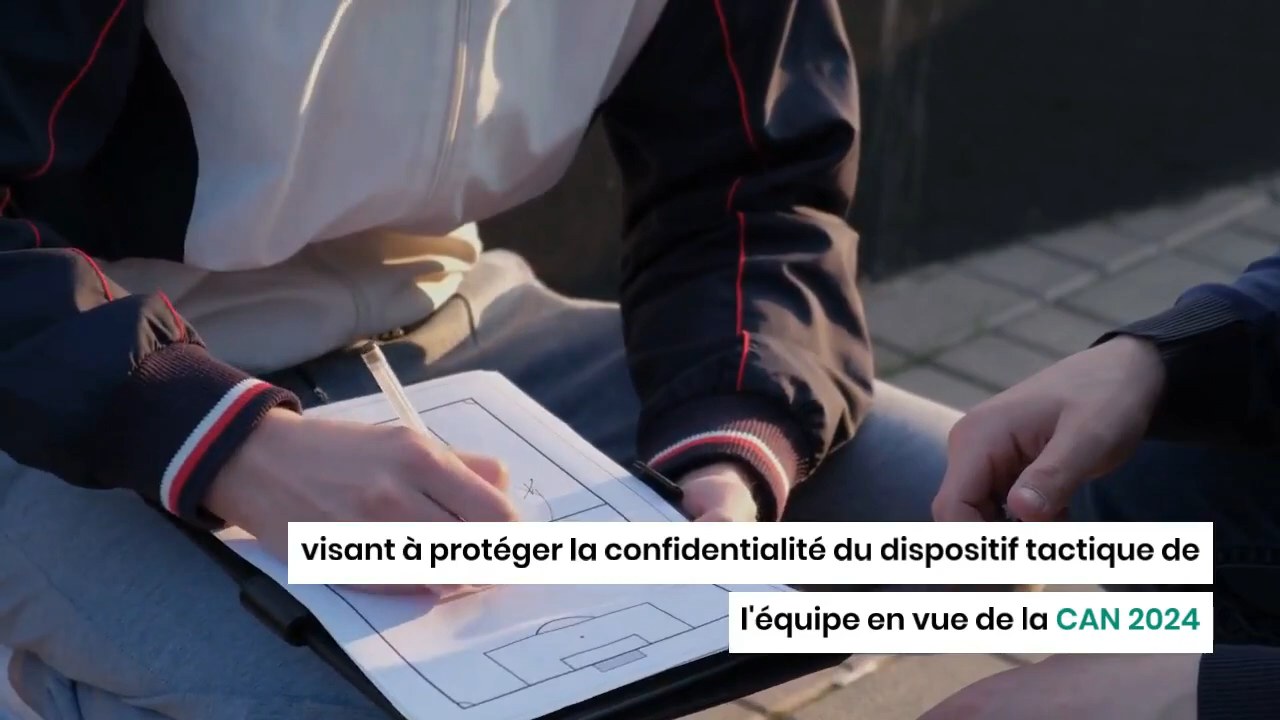 visant à protéger la confidentialité du dispositif tactique de
l'équipe en vue de la CAN 2024